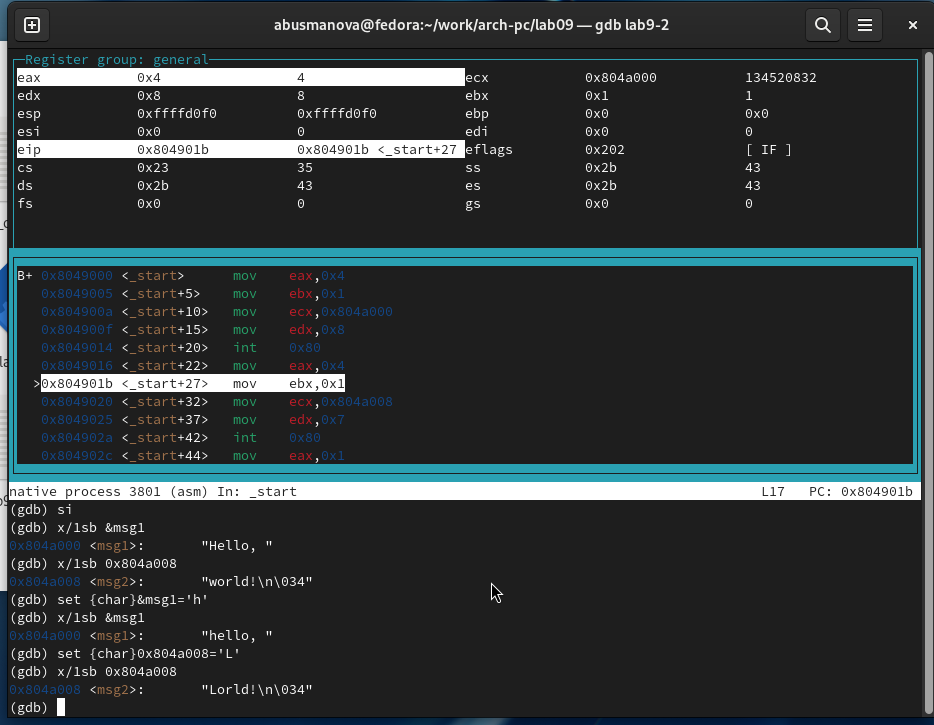 abusmanova@fedora:~/work/arch-pc/lab09 — gdb lab9-2
Register group: general
eax 0x4 4 ecx 0x804a000 134520832
edx 0x8 8 ebx 0x1 1
esp 0xffffd0f0 0xffffd0f0 ebp 0x0 0x0
esi 0x0 0 edi 0x0 0
eip 0x804901b 0x804901b <_start+27 eflags 0x202 [ IF ]
cs 0x23 35 ss 0x2b 43
ds 0x2b 43 es 0x2b 43
fs 0x0 0 gs 0x0 0
B+ 0x8049000 <_start> mov eax,0x4
0x8049005 <_start+5> mov ebx,0x1
0x804900a <_start+10> mov ecx,0x804a000
0x804900f <_start+15> mov edx,0x8
0x8049014 <_start+20> int 0x80
0x8049016 <_start+22> mov eax,0x4
>0x804901b <_start+27> mov ebx,0x1
0x8049020 <_start+32> mov ecx,0x804a008
0x8049025 <_start+37> mov edx,0x7
0x804902a <_start+42> int 0x80
0x804902c <_start+44> mov eax,0x1
native process 3801 (asm) In: _start L17 PC: 0x804901b
(gdb) si
(gdb) x/1sb &msg1
0x804a000 <msg1>: "Hello, "
(gdb) x/1sb 0x804a008
0x804a008 <msg2>: "world!\n\034"
(gdb) set {char}&msg1='h'
(gdb) x/1sb &msg1
0x804a000 <msg1>: "hello, "
(gdb) set {char}0x804a008='L'
(gdb) x/1sb 0x804a008
0x804a008 <msg2>: "Lorld!\n\034"
(gdb)